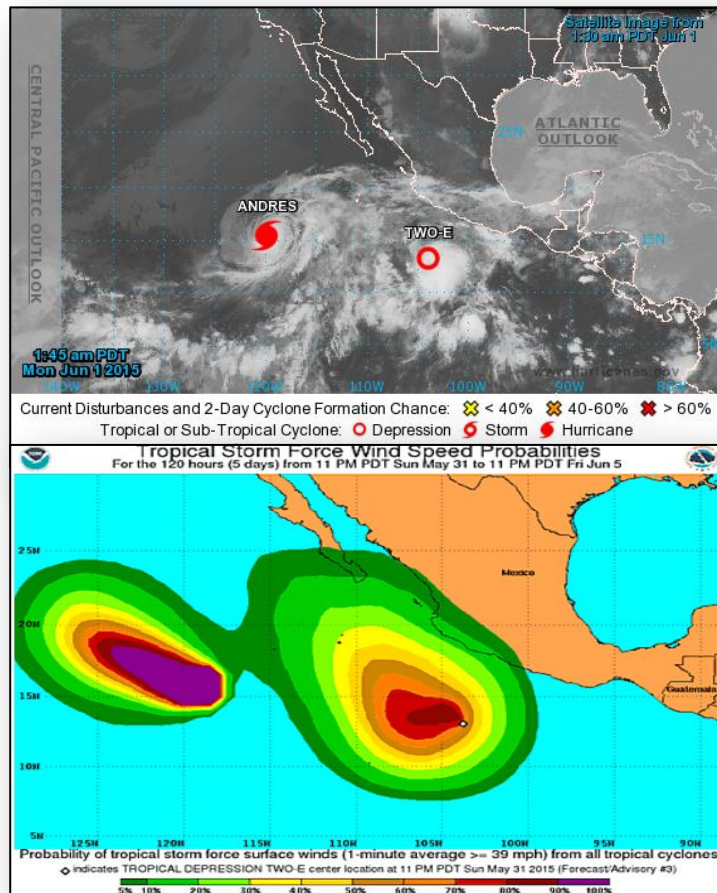 Satellite Image from
1:30 am PDT Jun 1
CENTRAL PACIFIC OUTLOOK
ATLANTIC
OUTLOOK
25N
ANDRES
TWO-E
15N
5N
1:45 am PDT
Mon Jun 1 2015
www.hurricanes.gov
140W 130W 120W 110W 100W 90W 80W
Current Disturbances and 2-Day Cyclone Formation Chance: < 40% 40-60% > 60%
Tropical or Sub-Tropical Cyclone: Depression Storm Hurricane
Tropical Storm Force Wind Speed Probabilities
For the 120 hours (5 days) from 11 PM PDT Sun May 31 to 11 PM PDT Fri Jun 5
25N
Mexico
20N
Guatemala
15N
10N
5N
125W 120W 115W 110W 105W 100W 95W 90W
Probability of tropical storm force surface winds (1-minute average >= 39 mph) from all tropical cyclones
indicates TROPICAL DEPRESSION TWO-E center location at 11 PM PDT Sun May 31 2015 (Forecast/Advisory #3)
5% 10% 20% 30% 40% 50% 60% 70% 80% 90% 100%